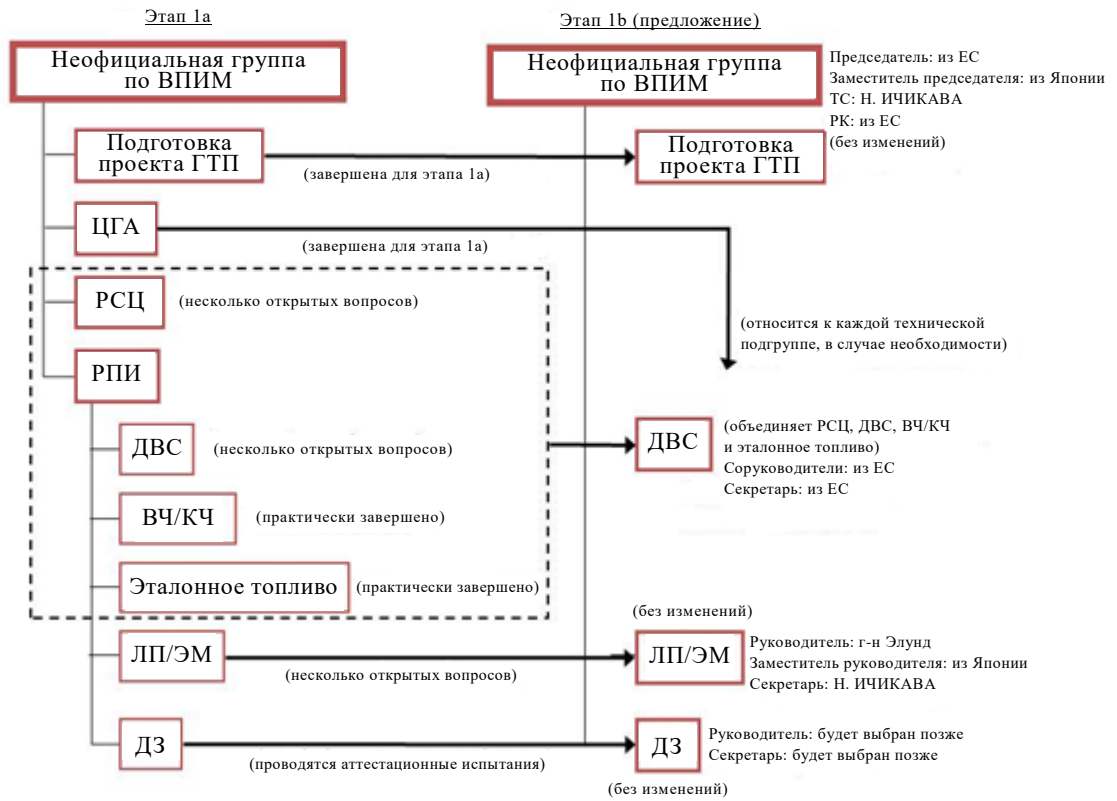 Этап 1a
Этап 1b (предложение)
Неофициальная группа
по ВПИМ
Неофициальная группа
по ВПИМ
Председатель: из ЕС
Заместитель председателя: из Японии
ТС: Н. ИЧИКАВА
РК: из ЕС
(без изменений)
Подготовка
проекта ГТП
(завершена для этапа 1a)
Подготовка
проекта ГТП
ЦГА
(завершена для этапа 1a)
РСЦ
(несколько открытых вопросов)
(относится к каждой технической
подгруппе, в случае необходимости)
РПИ
ДВС
(несколько открытых вопросов)
ДВС
(объединяет РСЦ, ДВС, ВЧ/КЧ
и эталонное топливо)
Соруководители: из ЕС
Секретарь: из ЕС
ВЧ/КЧ
(практически завершено)
Эталонное топливо
(практически завершено)
(без изменений)
ЛП/ЭМ
(несколько открытых вопросов)
ЛП/ЭМ
Руководитель: г-н Элунд
Заместитель руководителя: из Японии
Секретарь: Н. ИЧИКАВА
ДЗ
(проводятся аттестационные испытания)
ДЗ
Руководитель: будет выбран позже
Секретарь: будет выбран позже
(без изменений)